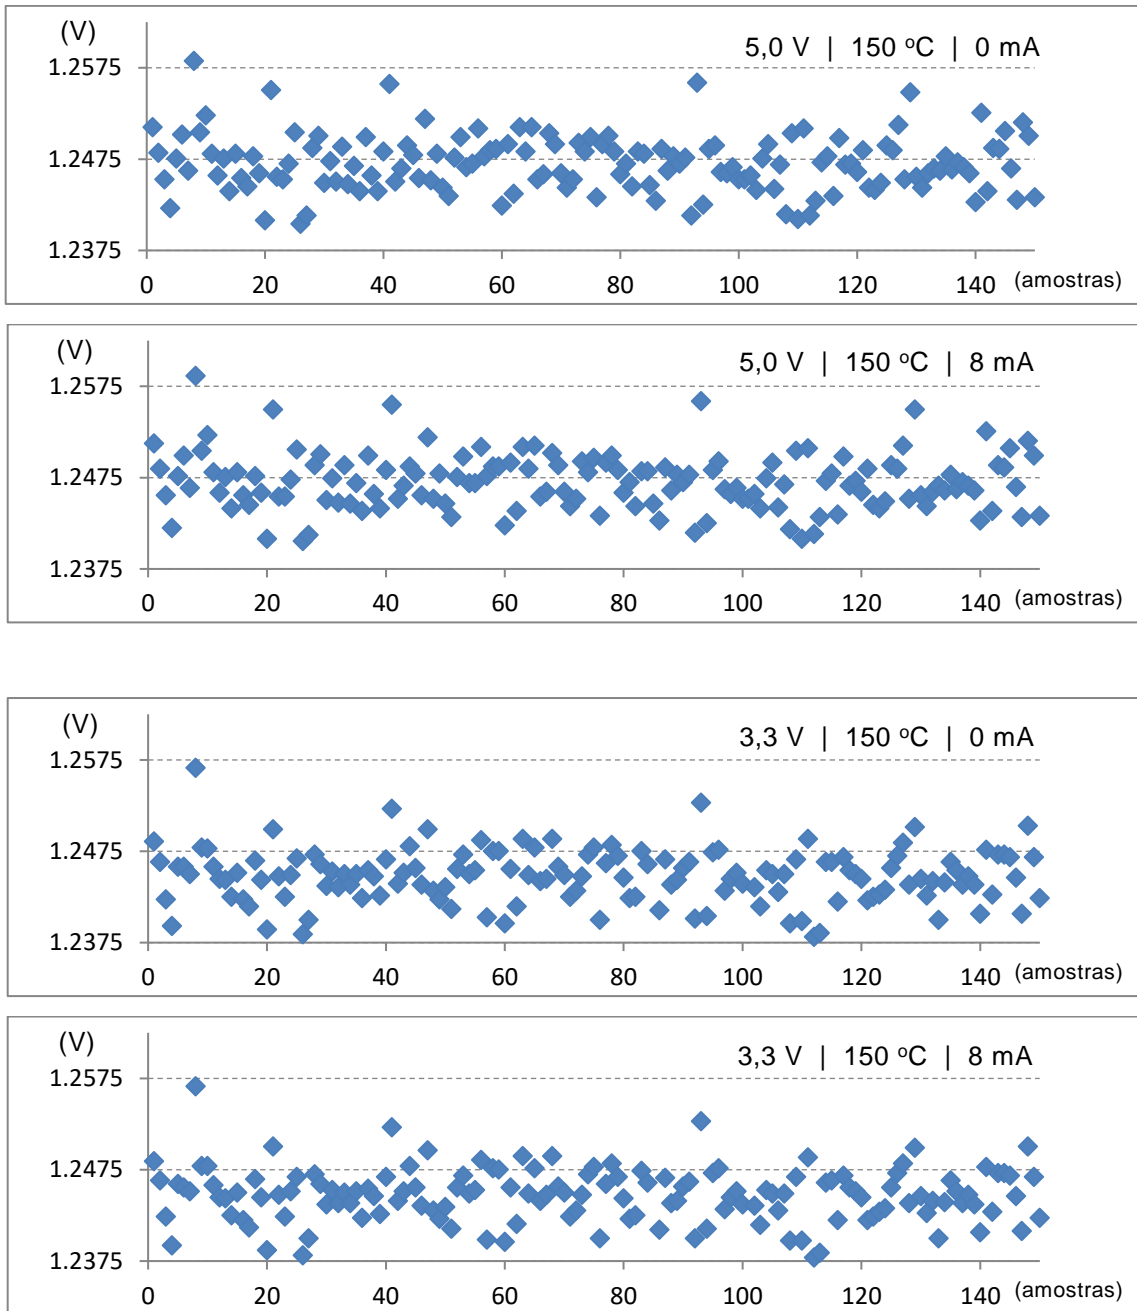 (V)
5,0 V | 150 ºC | 0 mA
1.2575
1.2475
1.2375
0 20 40 60 80 100 120 140 (amostras)
(V)
5,0 V | 150 ºC | 8 mA
1.2575
1.2475
1.2375
0 20 40 60 80 100 120 140 (amostras)
(V)
3,3 V | 150 ºC | 0 mA
1.2575
1.2475
1.2375
0 20 40 60 80 100 120 140 (amostras)
(V)
3,3 V | 150 ºC | 8 mA
1.2575
1.2475
1.2375
0 20 40 60 80 100 120 140 (amostras)